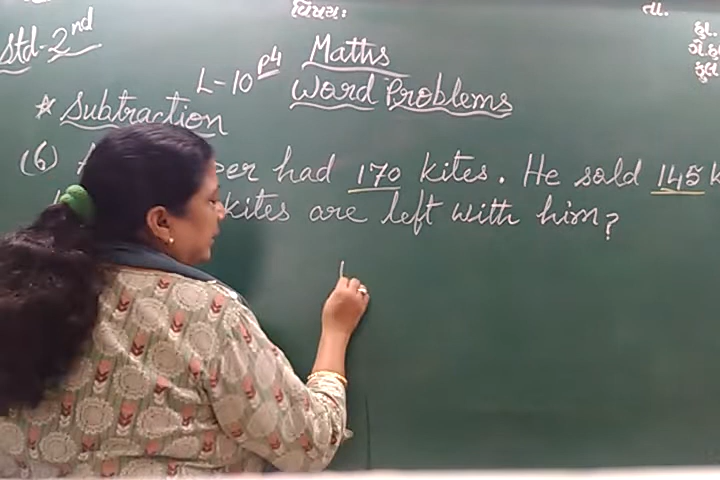 વિષયઃ
તા.
Std-2nd
Maths
L-10 P4
Word Problems
* Subtraction
(6) had 170 kites. He sold 145
kites are left with him?